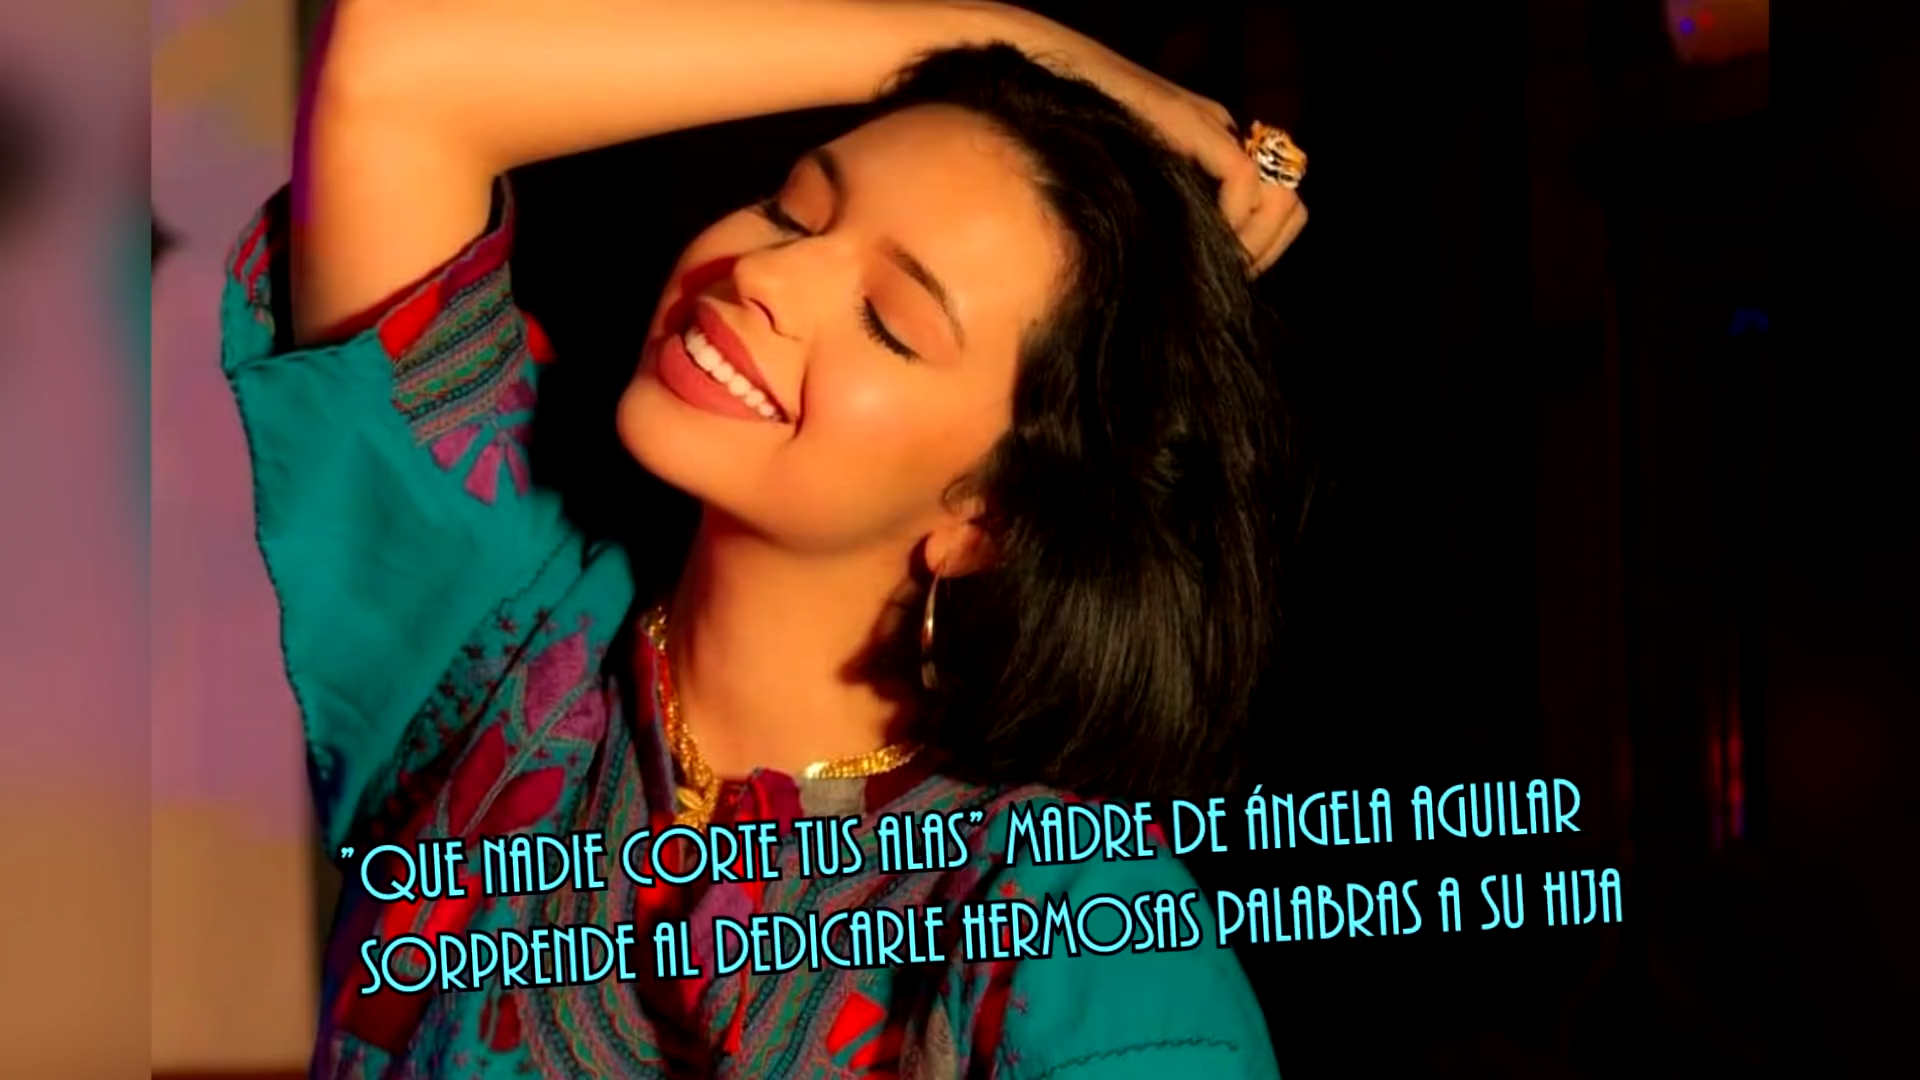 "QUE NADIE CORTE TUS ALAS" MADRE DE ÁNGELA AGUILAR
SORPRENDE AL DEDICARLE HERMOSAS PALABRAS A SU HIJA